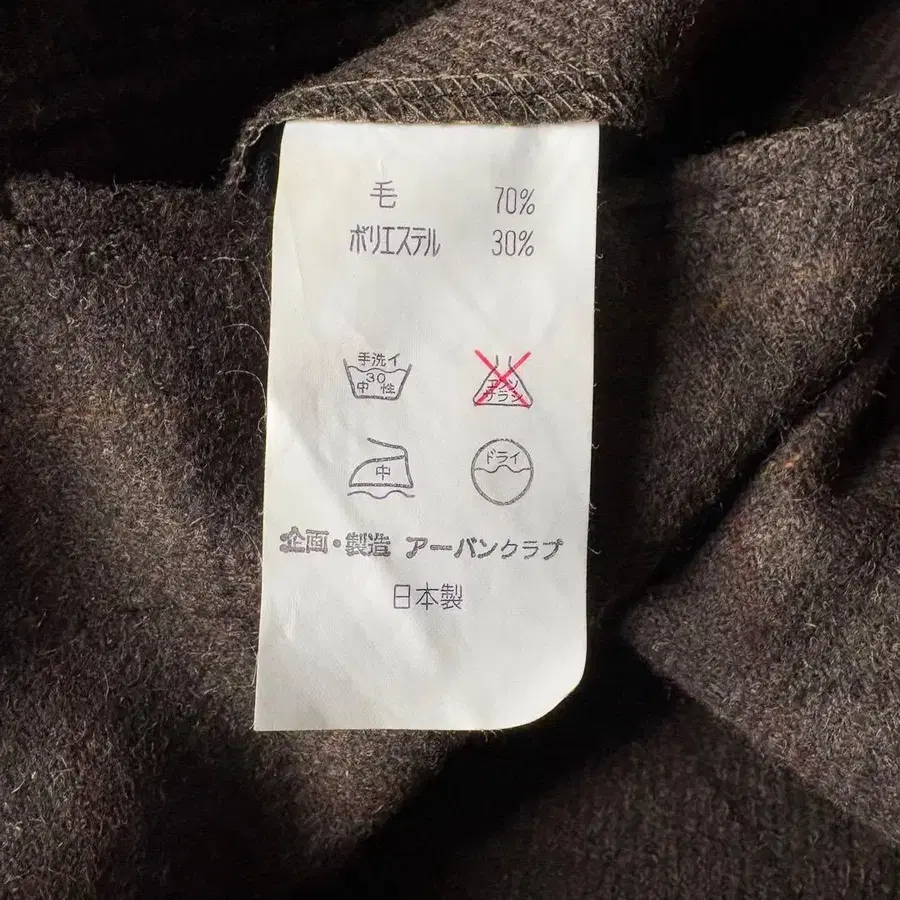 毛 70%
ポリエステル 30%
手洗イ
30
中性
エンソ
サラシ
中
ドライ
企画・製造 アーバンクラブ
日本製